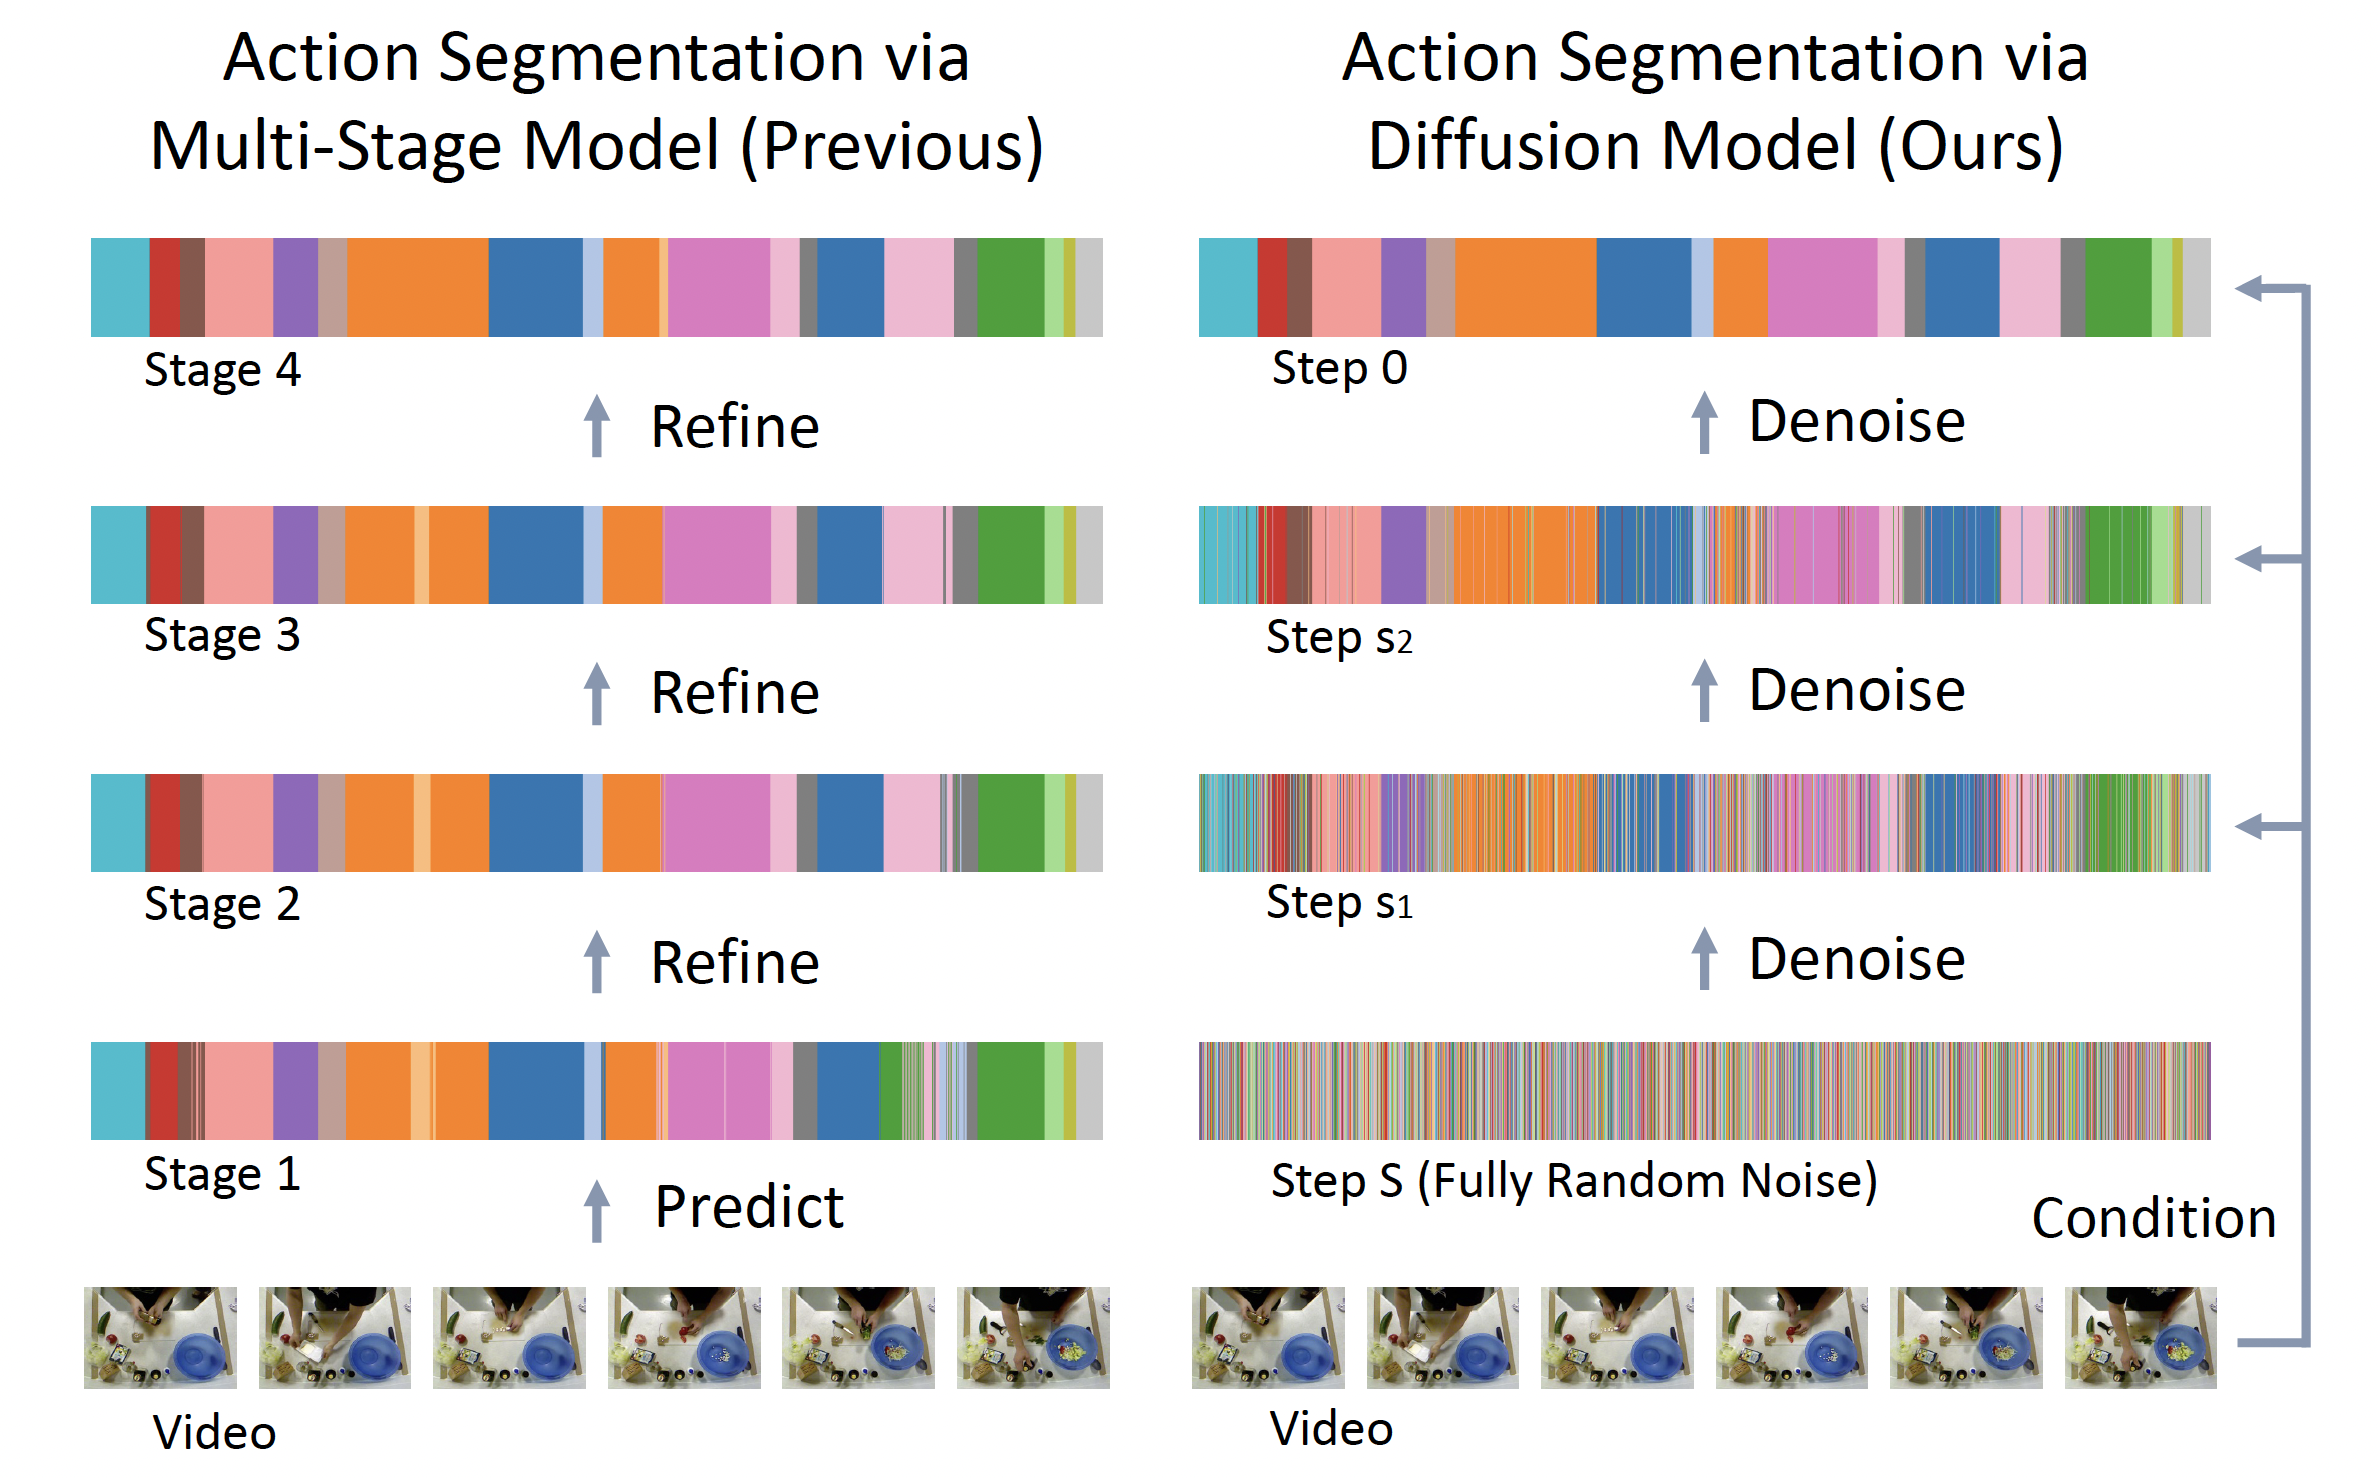 Action Segmentation via
Multi-Stage Model (Previous)
Stage 4
Refine
Stage 3
Refine
Stage 2
Refine
Stage 1
Predict
Video
Action Segmentation via
Diffusion Model (Ours)
Step 0
Denoise
Step s2
Denoise
Step s1
Denoise
Step S (Fully Random Noise)
Condition
Video